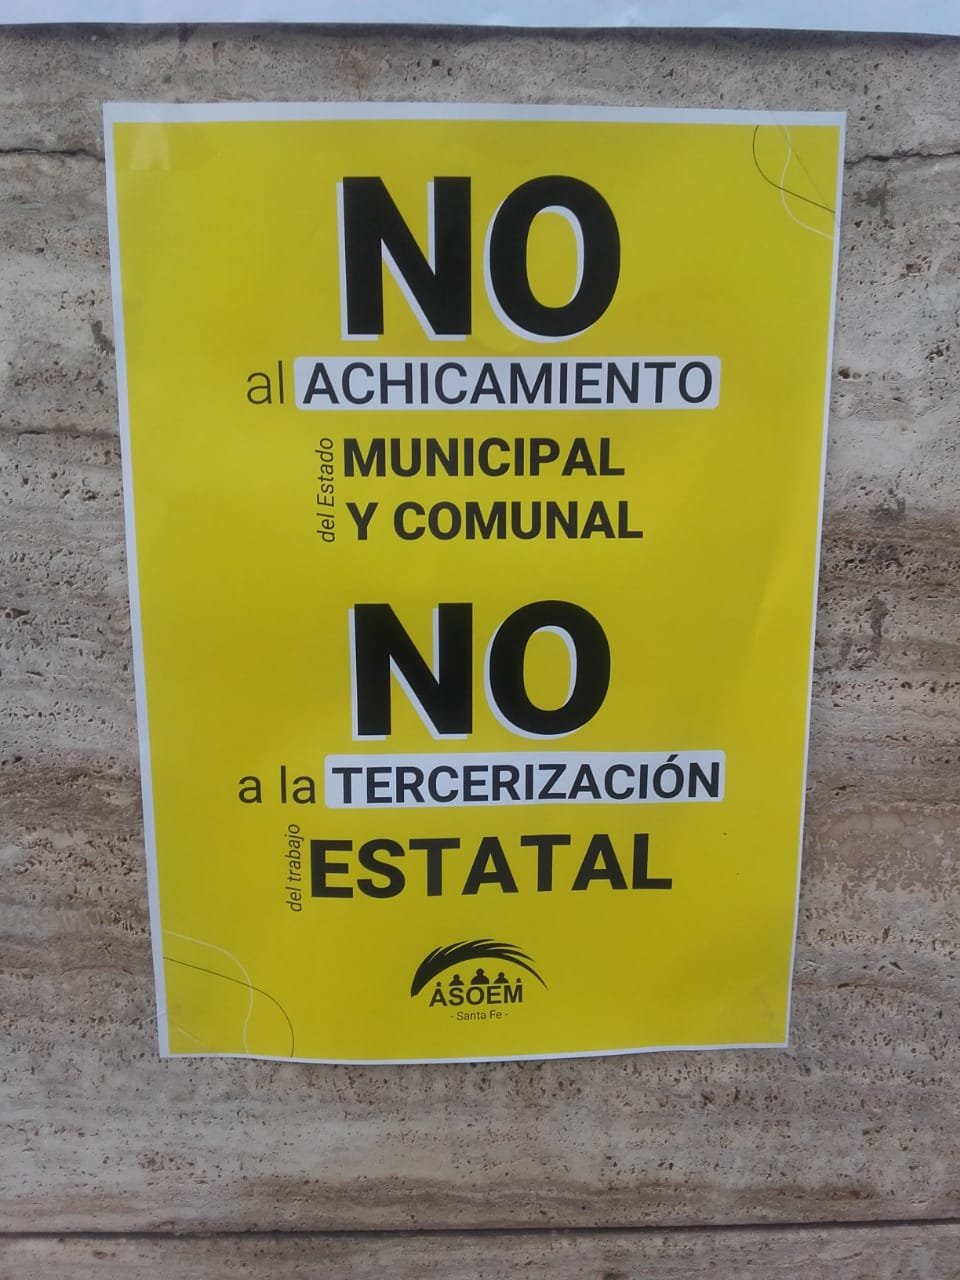 NO
al ACHICAMIENTO
del Estado
MUNICIPAL
Y COMUNAL
NO
a la TERCERIZACIÓN
del trabajo
ESTATAL
ASOEM
- Santa Fe -